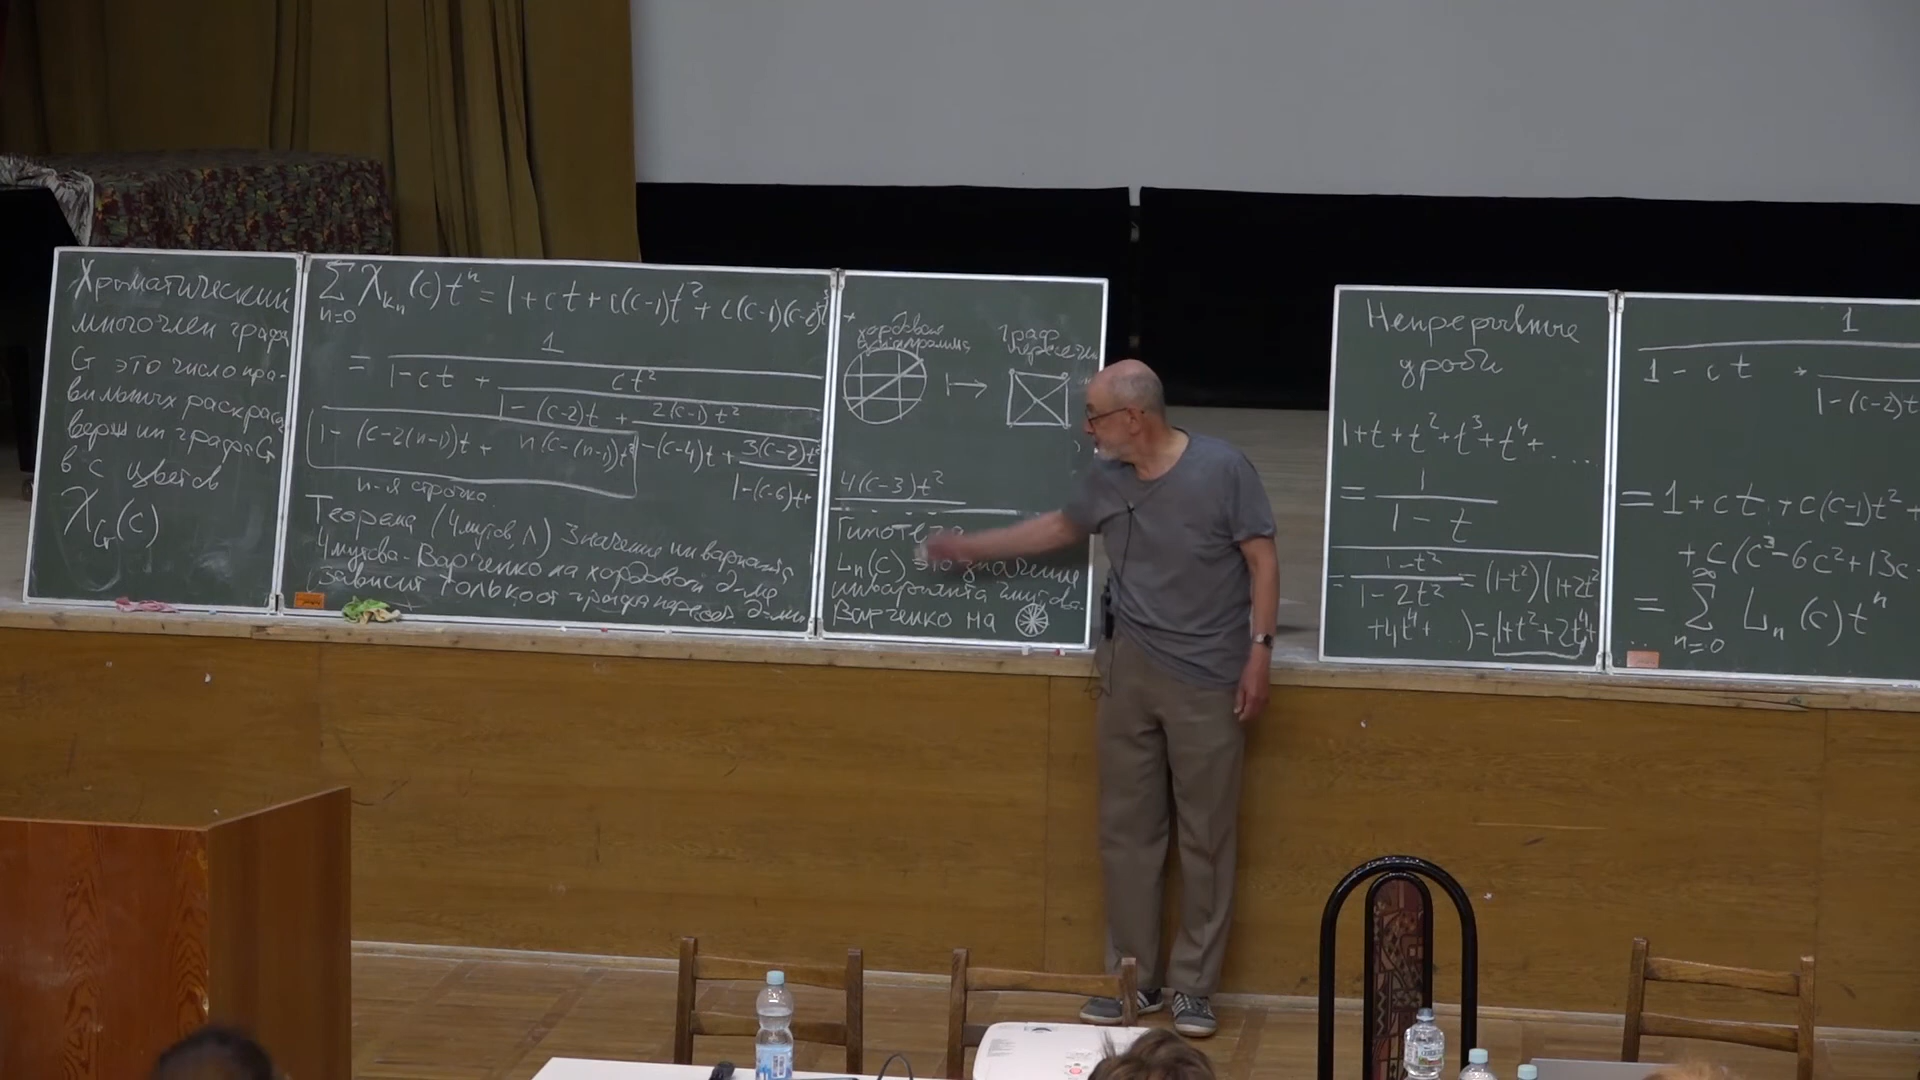 Хроматический
многочлен графа
G это число пра-
вильных раскрасок
вершин графа G
в c цветов
χ_G(c)
∑_{n=0} χ_{K_n}(c)t^n = 1+ct+c(c-1)t^2+c(c-1)(c-2)t^3+
= 1
1-ct + ct^2
1-(c-2)t + 2(c-1)t^2
1-(c-2(n-1))t+ n(c-(n-1))t^2
-(c-4)t+ 3(c-2)t^2
1-(c-6)t+
n-я строчка
Теорема (Чмутов, Λ) Значение инварианта
Чмутова-Варченко на хордовой д-ме
зависит только от графа перес д-мы
хордовая
диаграмма
граф
пересеч
4(c-3)t^2
Гипотеза
L_n(c) это значение
инварианта Чмутова-
Варченко на
Непрерывные
дроби
1+t+t^2+t^3+t^4+....
= 1
1-t
= 1-t^2
1-2t^2
=(1-t^2)(1+2t^2
+4t^4+ ...)=1+t^2+2t^4+
1
1-ct +
1-(c-2)t
=1+ct+c(c-1)t^2+
+c(c^3-6c^2+13c-
= ∑_{n=0}^∞ L_n(c)t^n